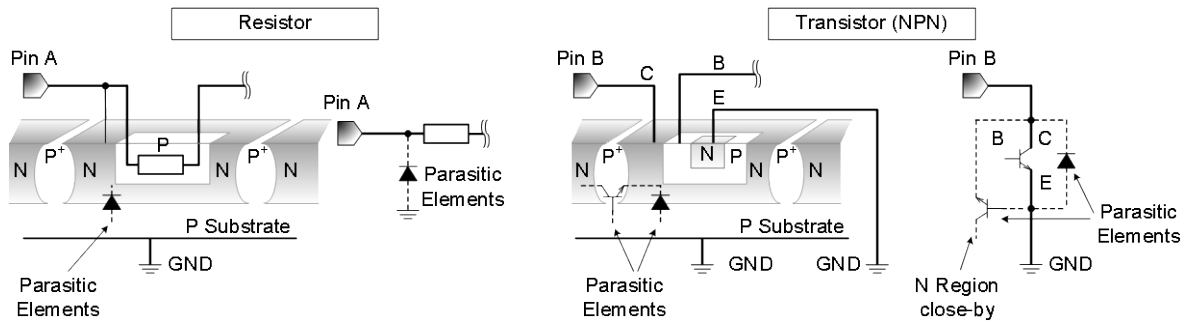 Resistor
Transistor (NPN)
Pin A
Pin A
N
P+
N
P
N
P+
N
Parasitic
Elements
P Substrate
GND
Parasitic
Elements
Pin B
C
B
E
N
P+
N
N
P
N
P+
N
P Substrate
GND
GND
Parasitic
Elements
Pin B
B
C
E
Parasitic
Elements
GND
N Region
close-by